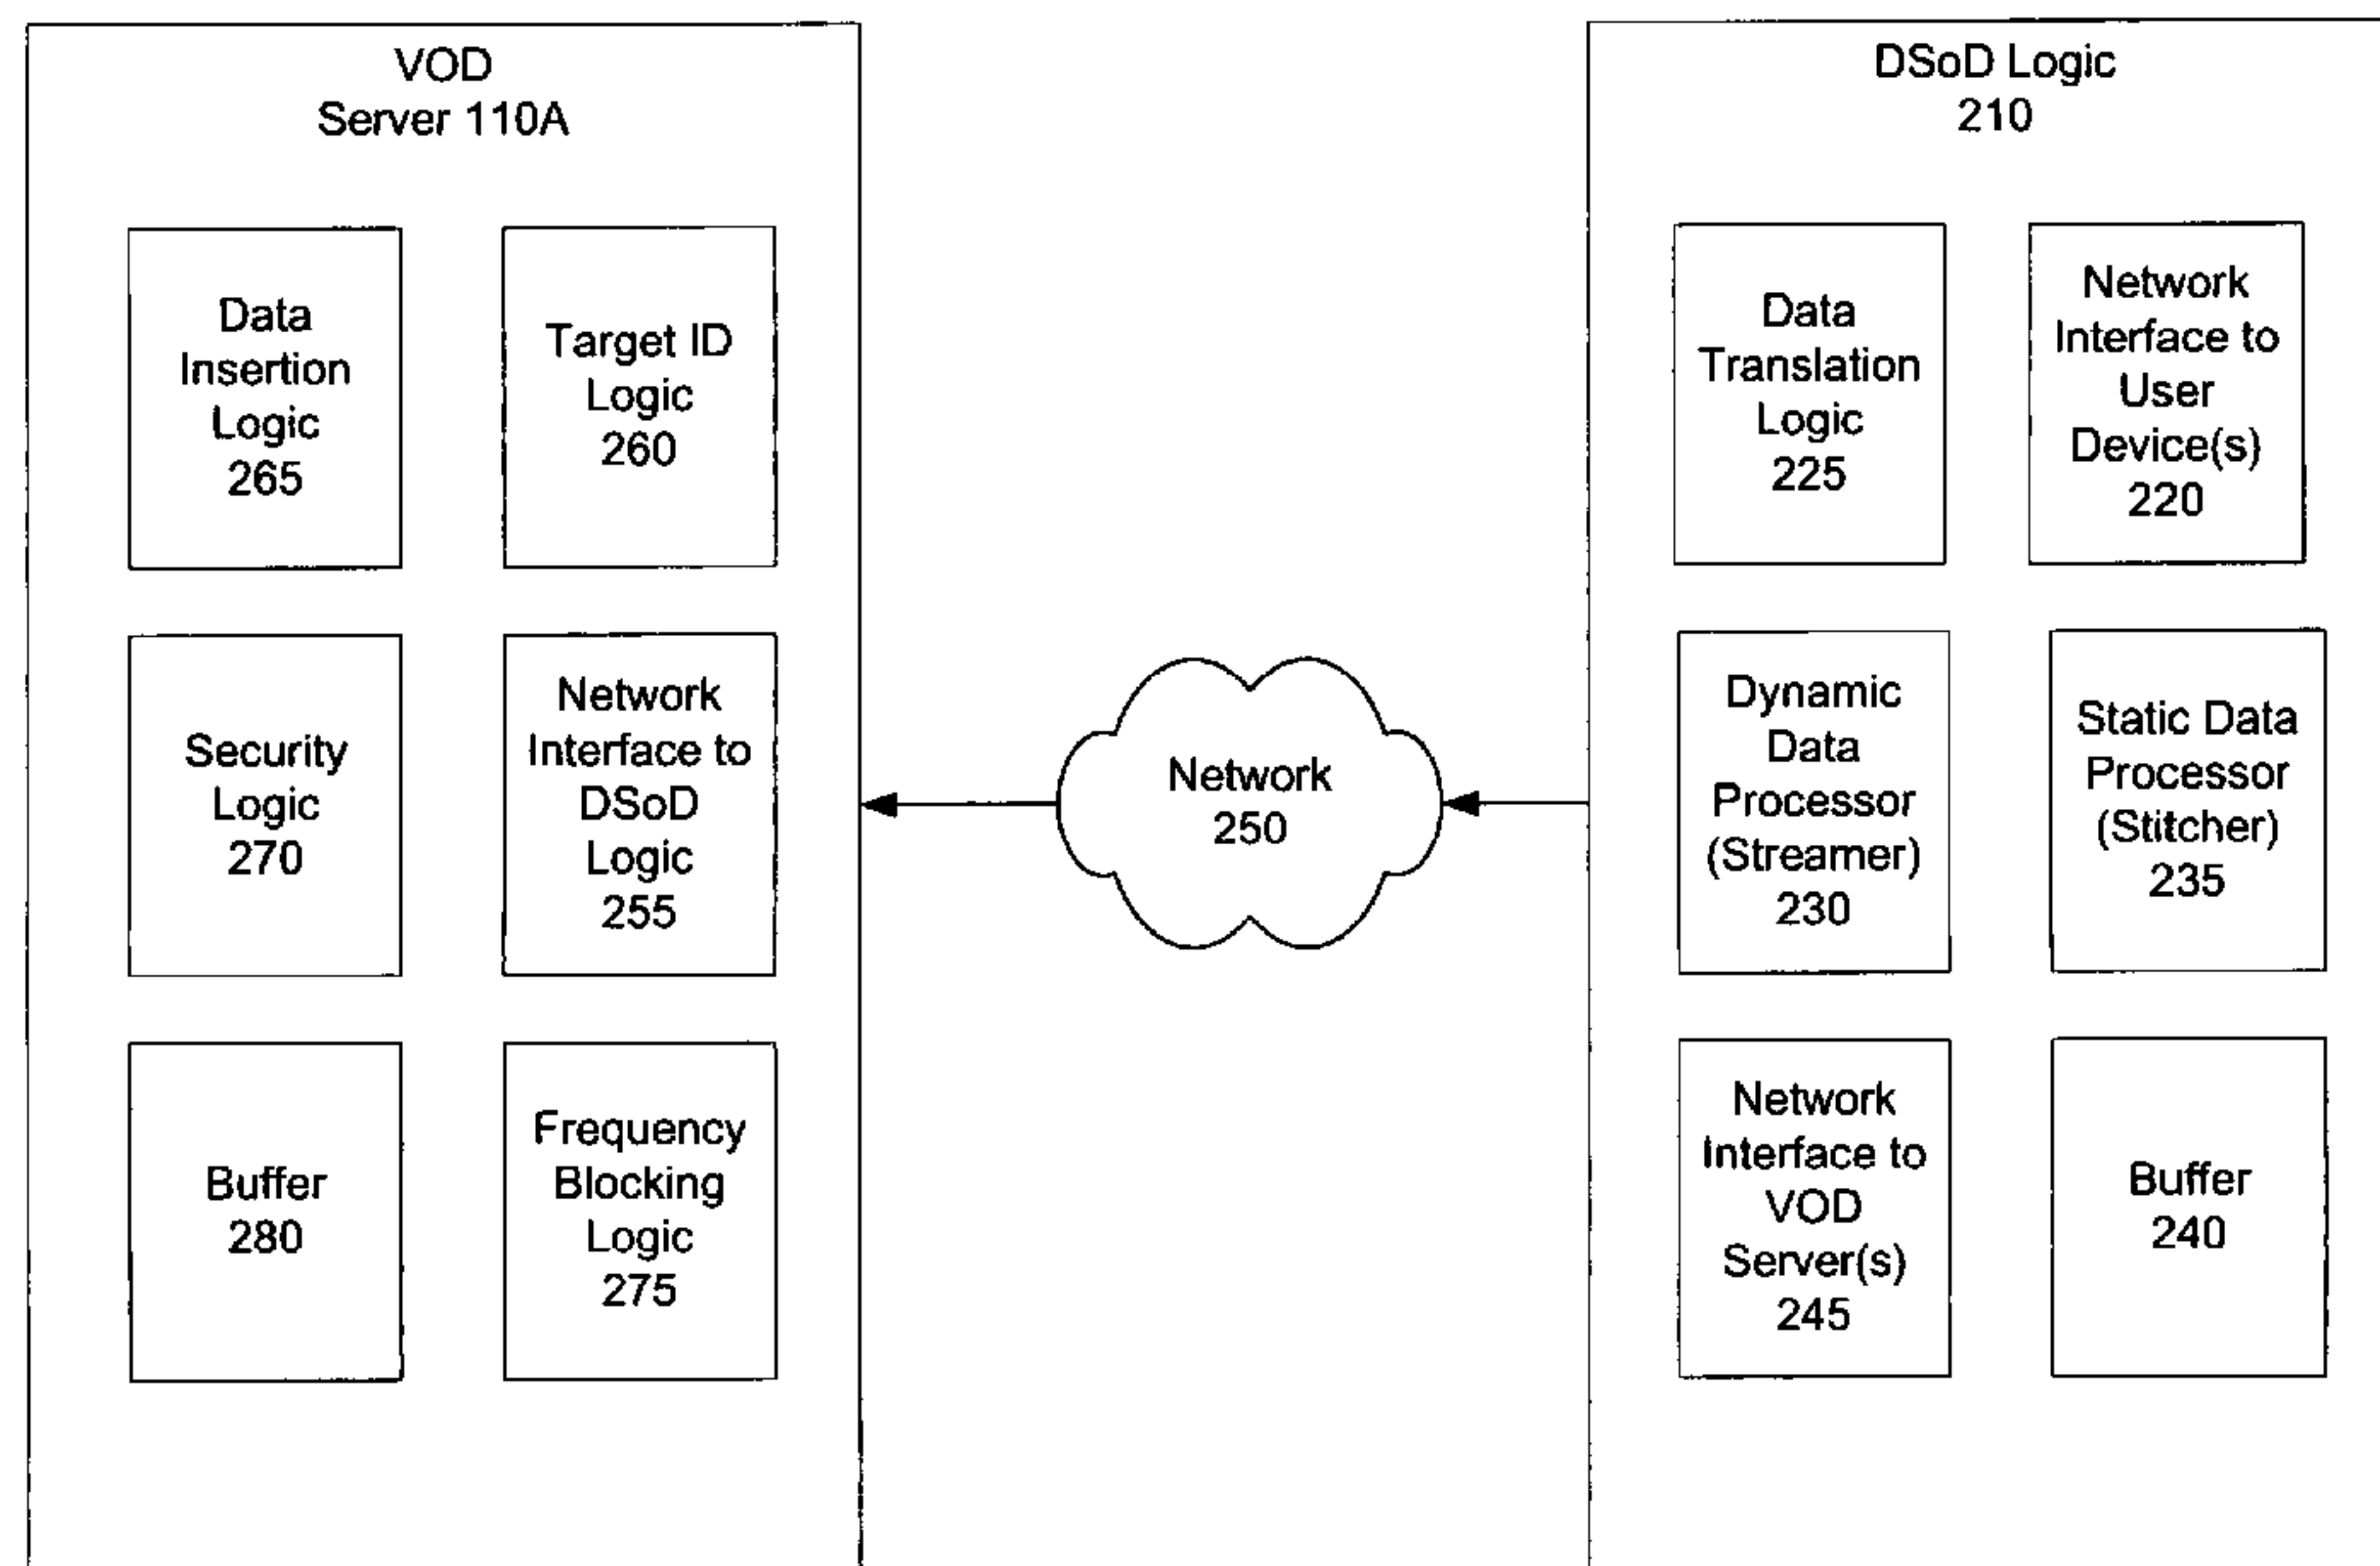 VOD
Server 110A
Data
Insertion
Logic
265
Target ID
Logic
260
Security
Logic
270
Network
Interface to
DSoD
Logic
255
Buffer
280
Frequency
Blocking
Logic
275
Network
250
DSoD Logic
210
Data
Translation
Logic
225
Network
Interface to
User
Device(s)
220
Dynamic
Data
Processor
(Streamer)
230
Static Data
Processor
(Stitcher)
235
Network
Interface to
VOD
Server(s)
245
Buffer
240